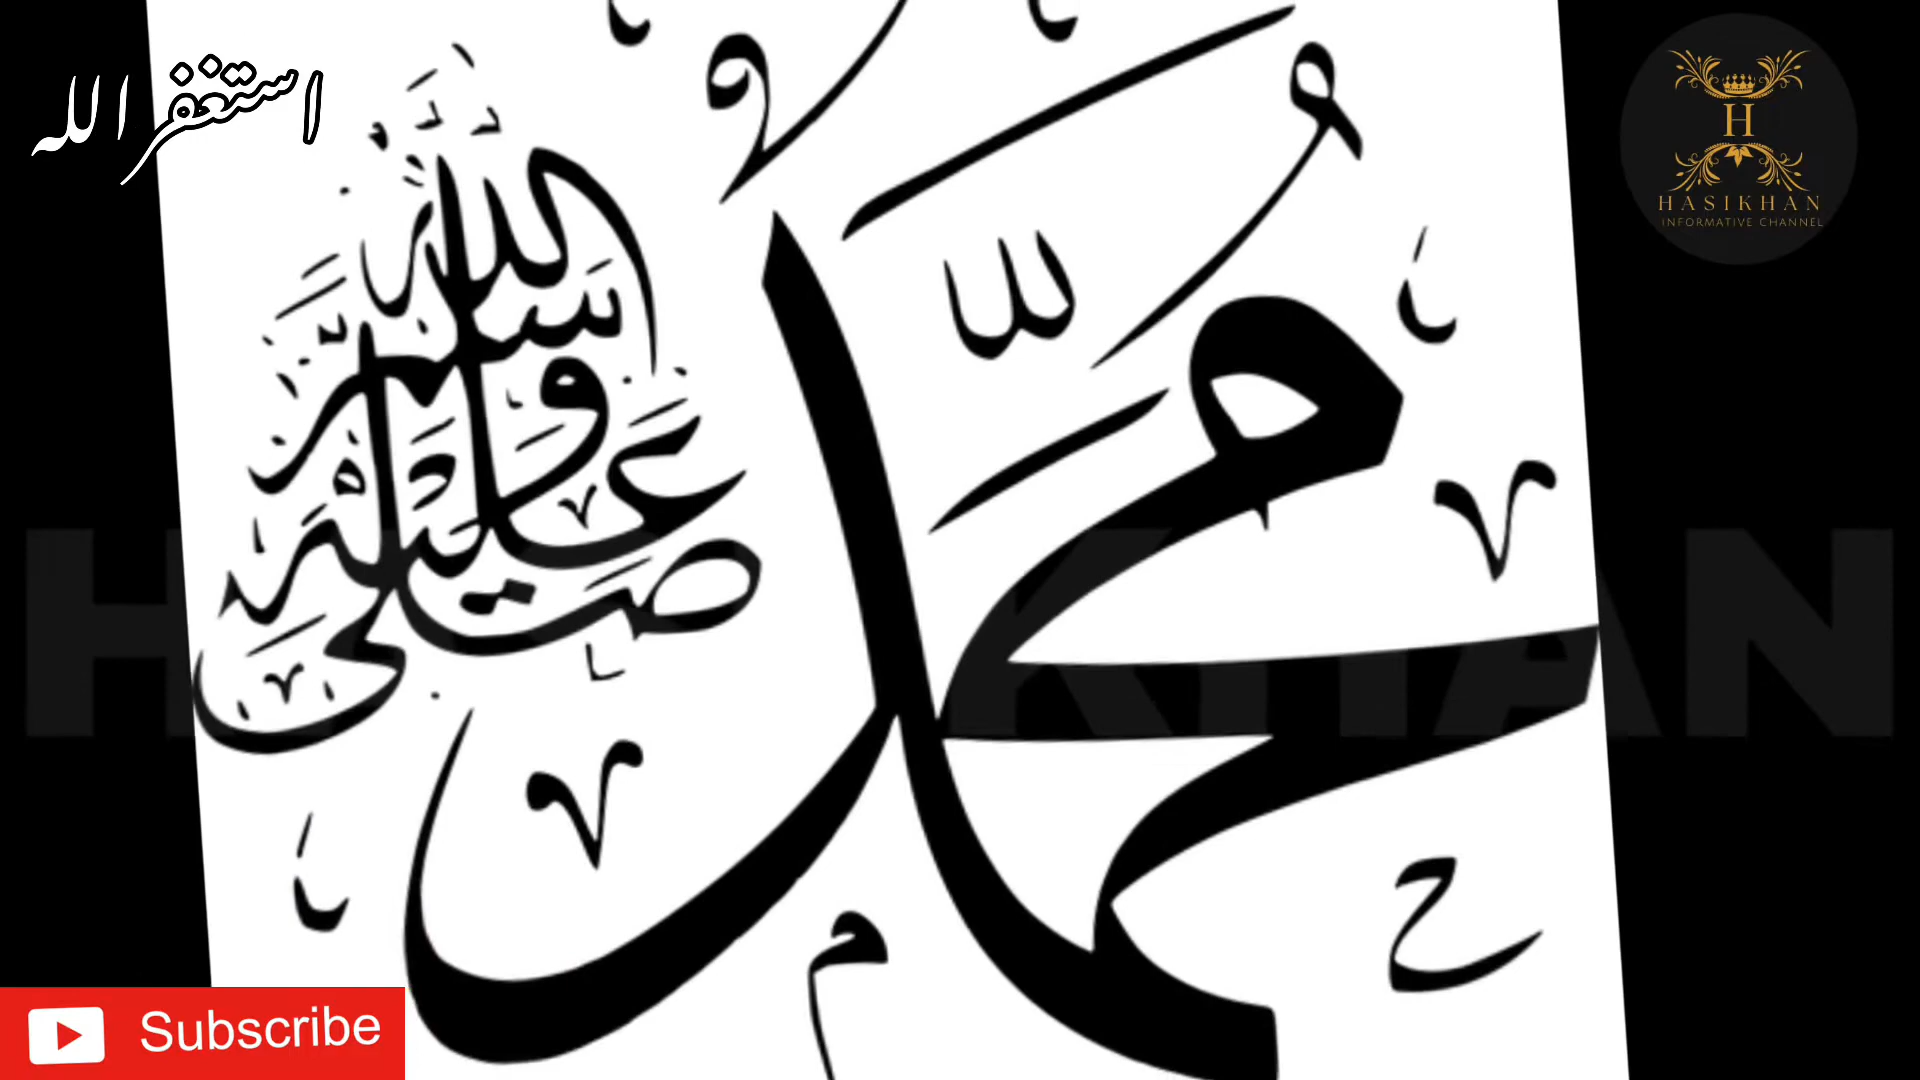 استغفر الله
H
HASIKHAN
INFORMATIVE CHANNEL
محمد
صلى الله عليه وسلم
Subscribe